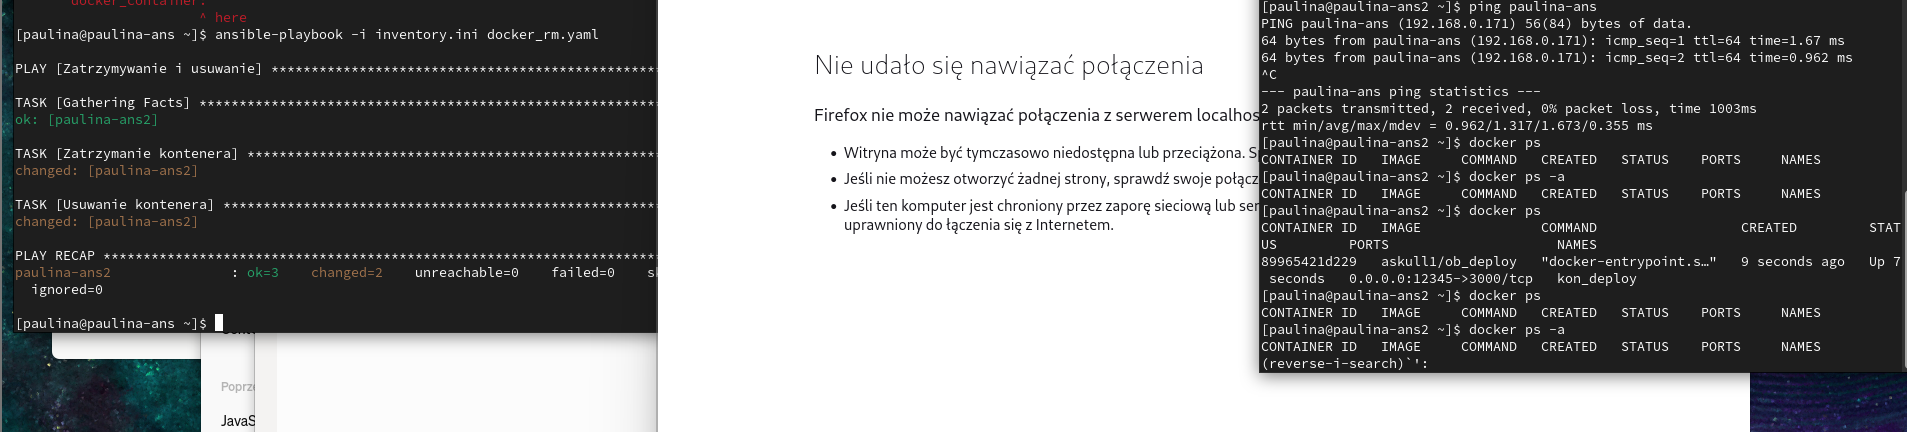 docker_container:
^ here
[paulina@paulina-ans ~]$ ansible-playbook -i inventory.ini docker_rm.yaml
PLAY [Zatrzymywanie i usuwanie] ************************************************
TASK [Gathering Facts] *********************************************************
ok: [paulina-ans2]
TASK [Zatrzymanie kontenera] ***************************************************
changed: [paulina-ans2]
TASK [Usuwanie kontenera] ******************************************************
changed: [paulina-ans2]
PLAY RECAP *********************************************************************
paulina-ans2               : ok=3    changed=2    unreachable=0    failed=0    sk
ignored=0
[paulina@paulina-ans ~]$
Poprze
JavaS
Nie udało się nawiązać połączenia
Firefox nie może nawiązać połączenia z serwerem localhos
• Witryna może być tymczasowo niedostępna lub przeciążona. Sp
• Jeśli nie możesz otworzyć żadnej strony, sprawdź swoje połącz
• Jeśli ten komputer jest chroniony przez zaporę sieciową lub ser
uprawniony do łączenia się z Internetem.
[paulina@paulina-ans2 ~]$ ping paulina-ans
PING paulina-ans (192.168.0.171) 56(84) bytes of data.
64 bytes from paulina-ans (192.168.0.171): icmp_seq=1 ttl=64 time=1.67 ms
64 bytes from paulina-ans (192.168.0.171): icmp_seq=2 ttl=64 time=0.962 ms
^C
--- paulina-ans ping statistics ---
2 packets transmitted, 2 received, 0% packet loss, time 1003ms
rtt min/avg/max/mdev = 0.962/1.317/1.673/0.355 ms
[paulina@paulina-ans2 ~]$ docker ps
CONTAINER ID   IMAGE     COMMAND   CREATED   STATUS    PORTS     NAMES
[paulina@paulina-ans2 ~]$ docker ps -a
CONTAINER ID   IMAGE     COMMAND   CREATED   STATUS    PORTS     NAMES
[paulina@paulina-ans2 ~]$ docker ps
CONTAINER ID   IMAGE               COMMAND                  CREATED         STAT
US         PORTS                     NAMES
89965421d229   askull1/ob_deploy   "docker-entrypoint.s…"   9 seconds ago   Up 7
seconds   0.0.0.0:12345->3000/tcp   kon_deploy
[paulina@paulina-ans2 ~]$ docker ps
CONTAINER ID   IMAGE     COMMAND   CREATED   STATUS    PORTS     NAMES
[paulina@paulina-ans2 ~]$ docker ps -a
CONTAINER ID   IMAGE     COMMAND   CREATED   STATUS    PORTS     NAMES
(reverse-i-search)`':